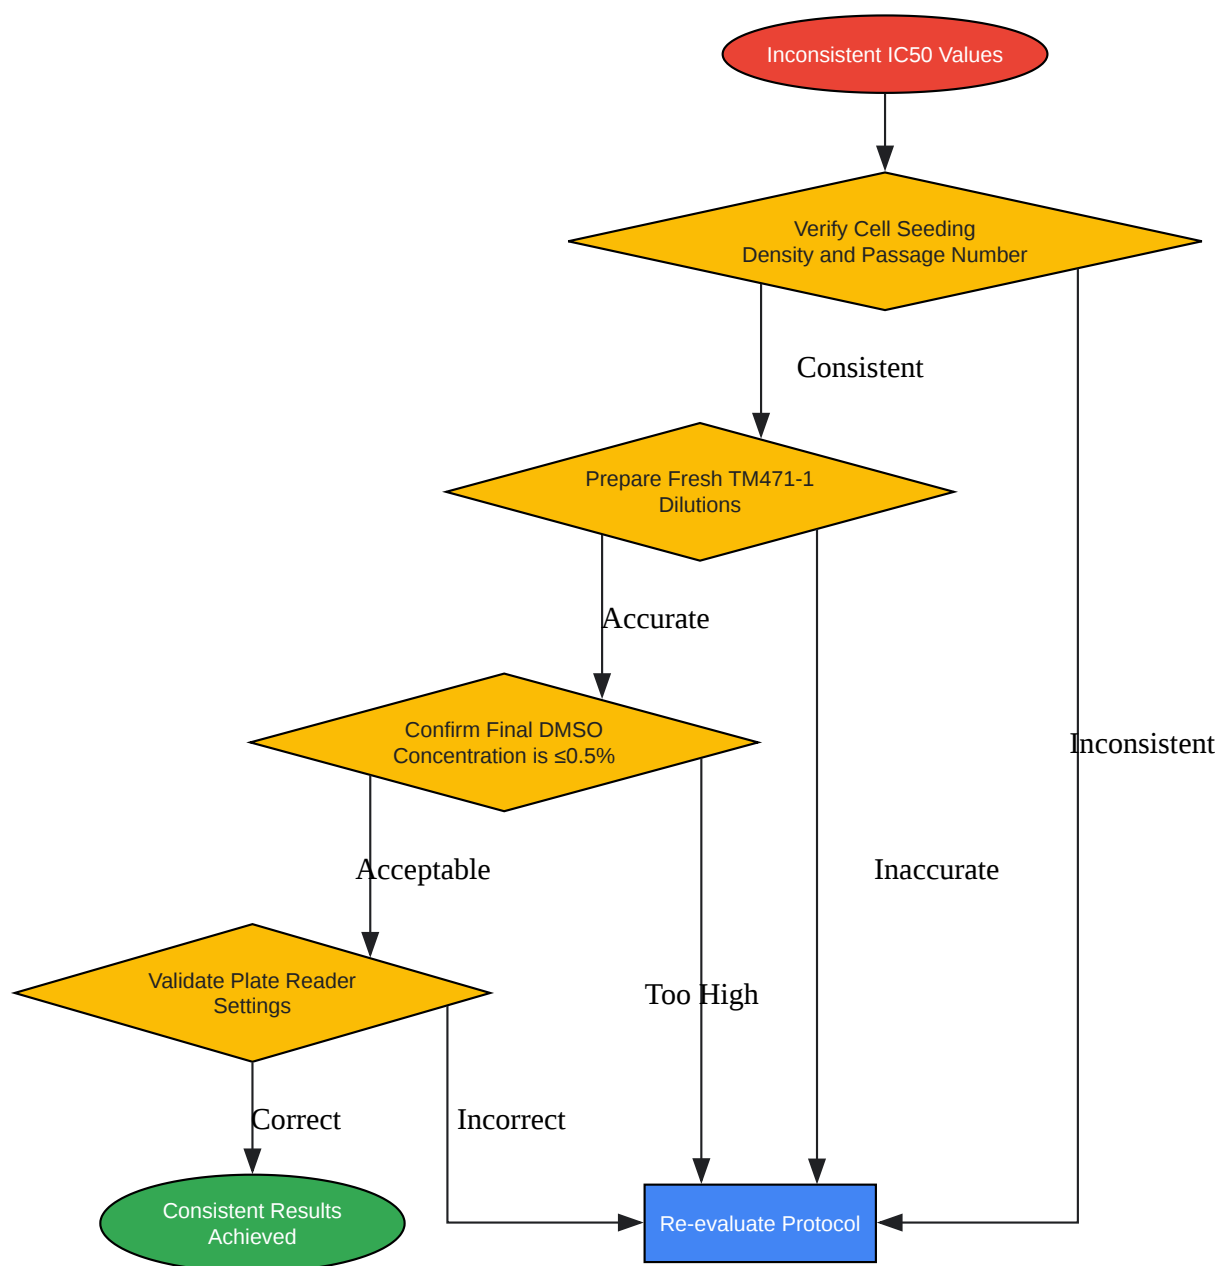 Inconsistent IC50 Values
Verify Cell Seeding
Density and Passage Number
Consistent
Prepare Fresh TM471-1
Dilutions
Accurate
Confirm Final DMSO
Concentration is ≤0.5%
Inconsistent
Acceptable
Inaccurate
Validate Plate Reader
Settings
Too High
Correct
Incorrect
Consistent Results
Achieved
Re-evaluate Protocol